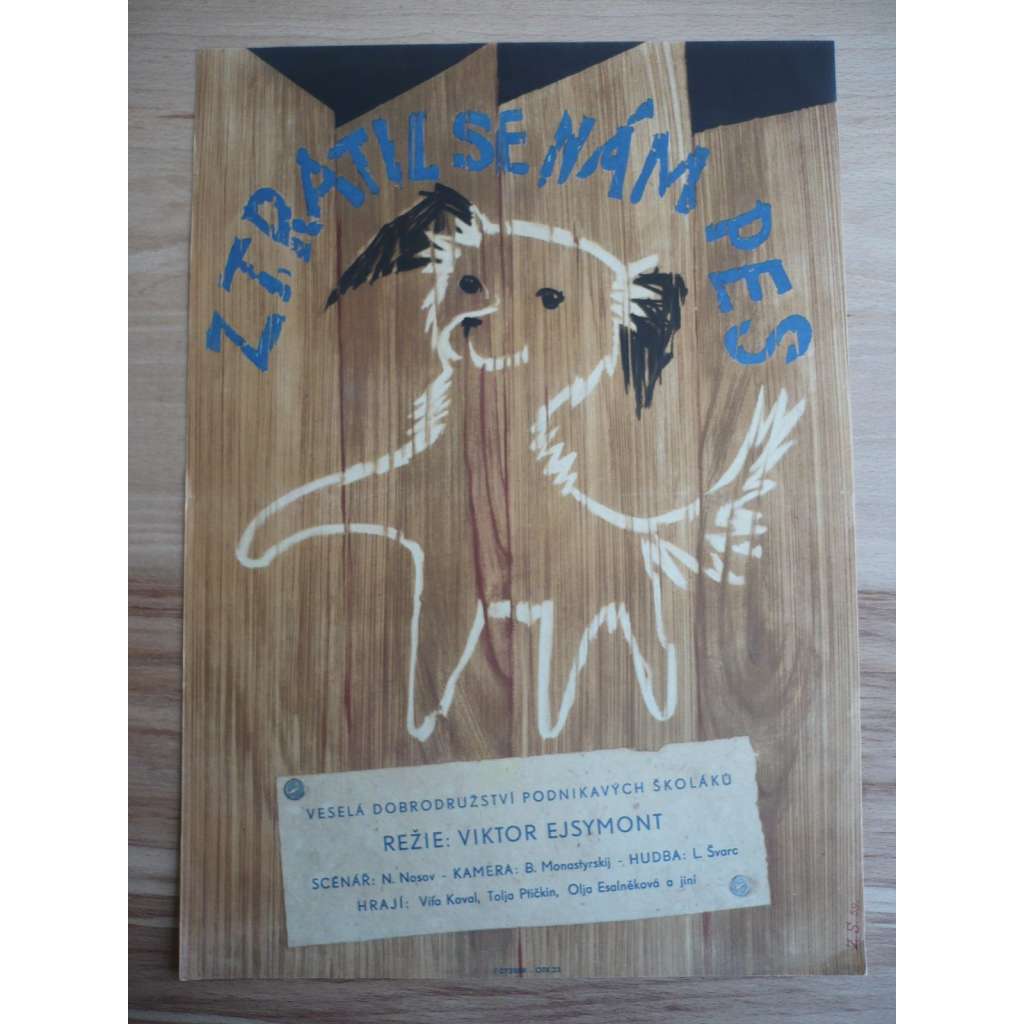 ZTRATIL SE NÁM PES
VESELÁ DOBRODRUŽSTVÍ PODNIKAVÝCH ŠKOLÁKŮ
REŽIE: VIKTOR EJSYMONT
SCÉNÁŘ: N. Nosov - KAMERA: B. Monastyrskij - HUDBA: L. Švarc
HRAJÍ: Víťa Koval, Tolja Ptičkin, Olja Esalněková a jiní